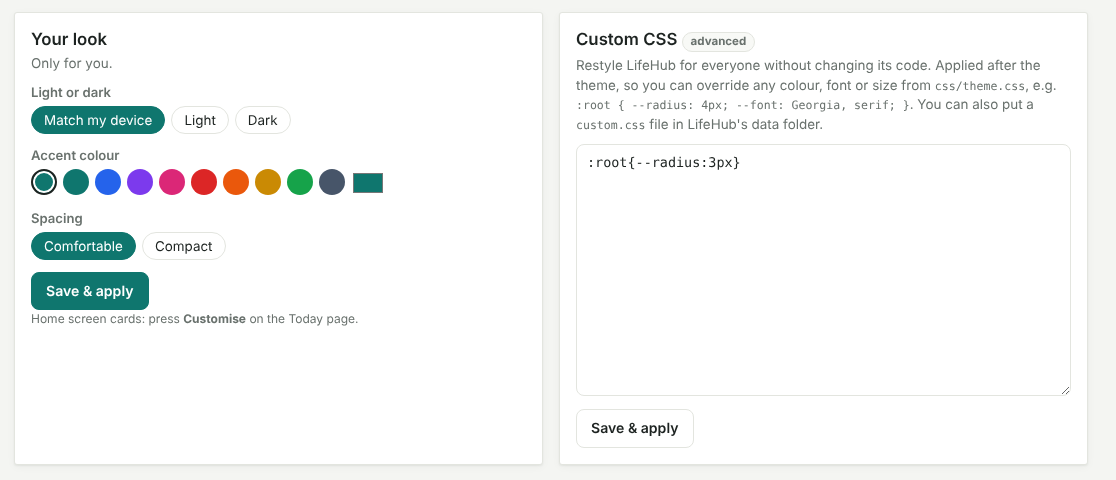 Your look
Only for you.
Light or dark
Match my device
Light
Dark
Accent colour
Spacing
Comfortable
Compact
Save & apply
Home screen cards: press Customise on the Today page.
Custom CSS advanced
Restyle LifeHub for everyone without changing its code. Applied after the
theme, so you can override any colour, font or size from css/theme.css, e.g.
:root { --radius: 4px; --font: Georgia, serif; }. You can also put a
custom.css file in LifeHub's data folder.
:root{--radius:3px}
Save & apply